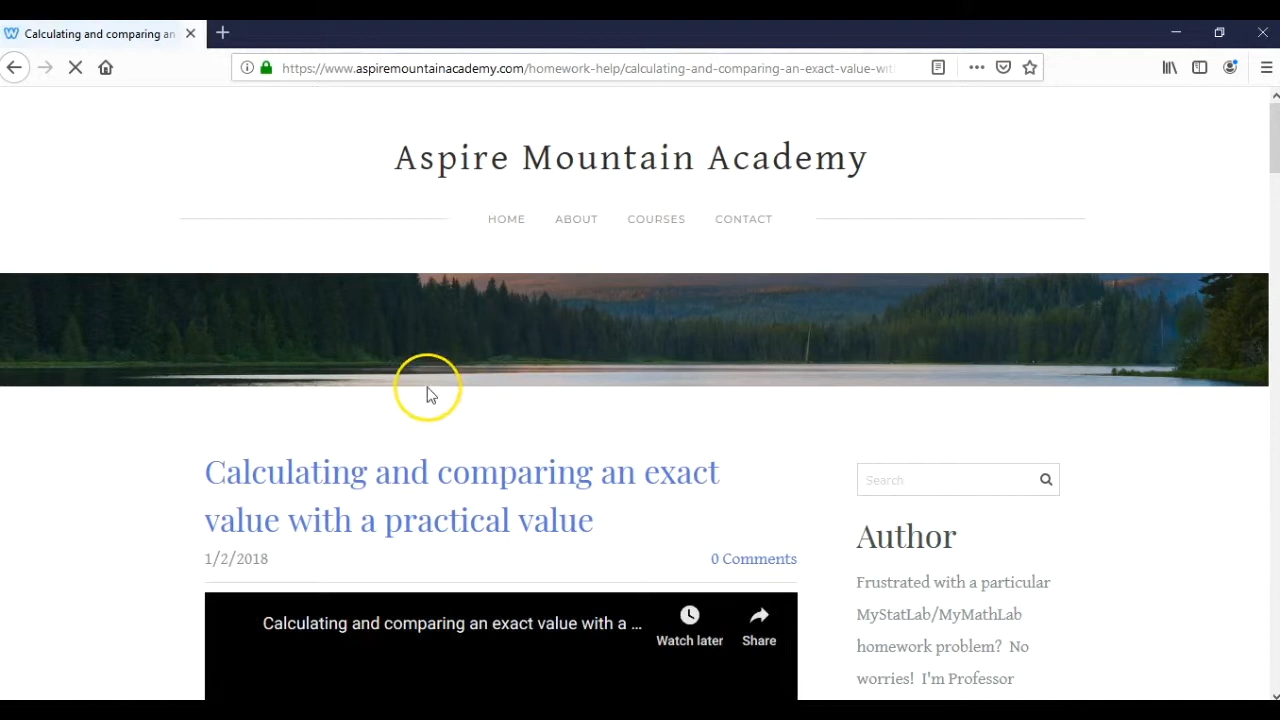 Calculating and comparing an
https://www.aspiremountainacademy.com/homework-help/calculating-and-comparing-an-exact-value-wit
Aspire Mountain Academy
HOME ABOUT COURSES CONTACT
Calculating and comparing an exact
value with a practical value
1/2/2018 0 Comments
Calculating and comparing an exact value with a ...
Watch later Share
Search
Author
Frustrated with a particular
MyStatLab/MyMathLab
homework problem? No
worries! I'm Professor